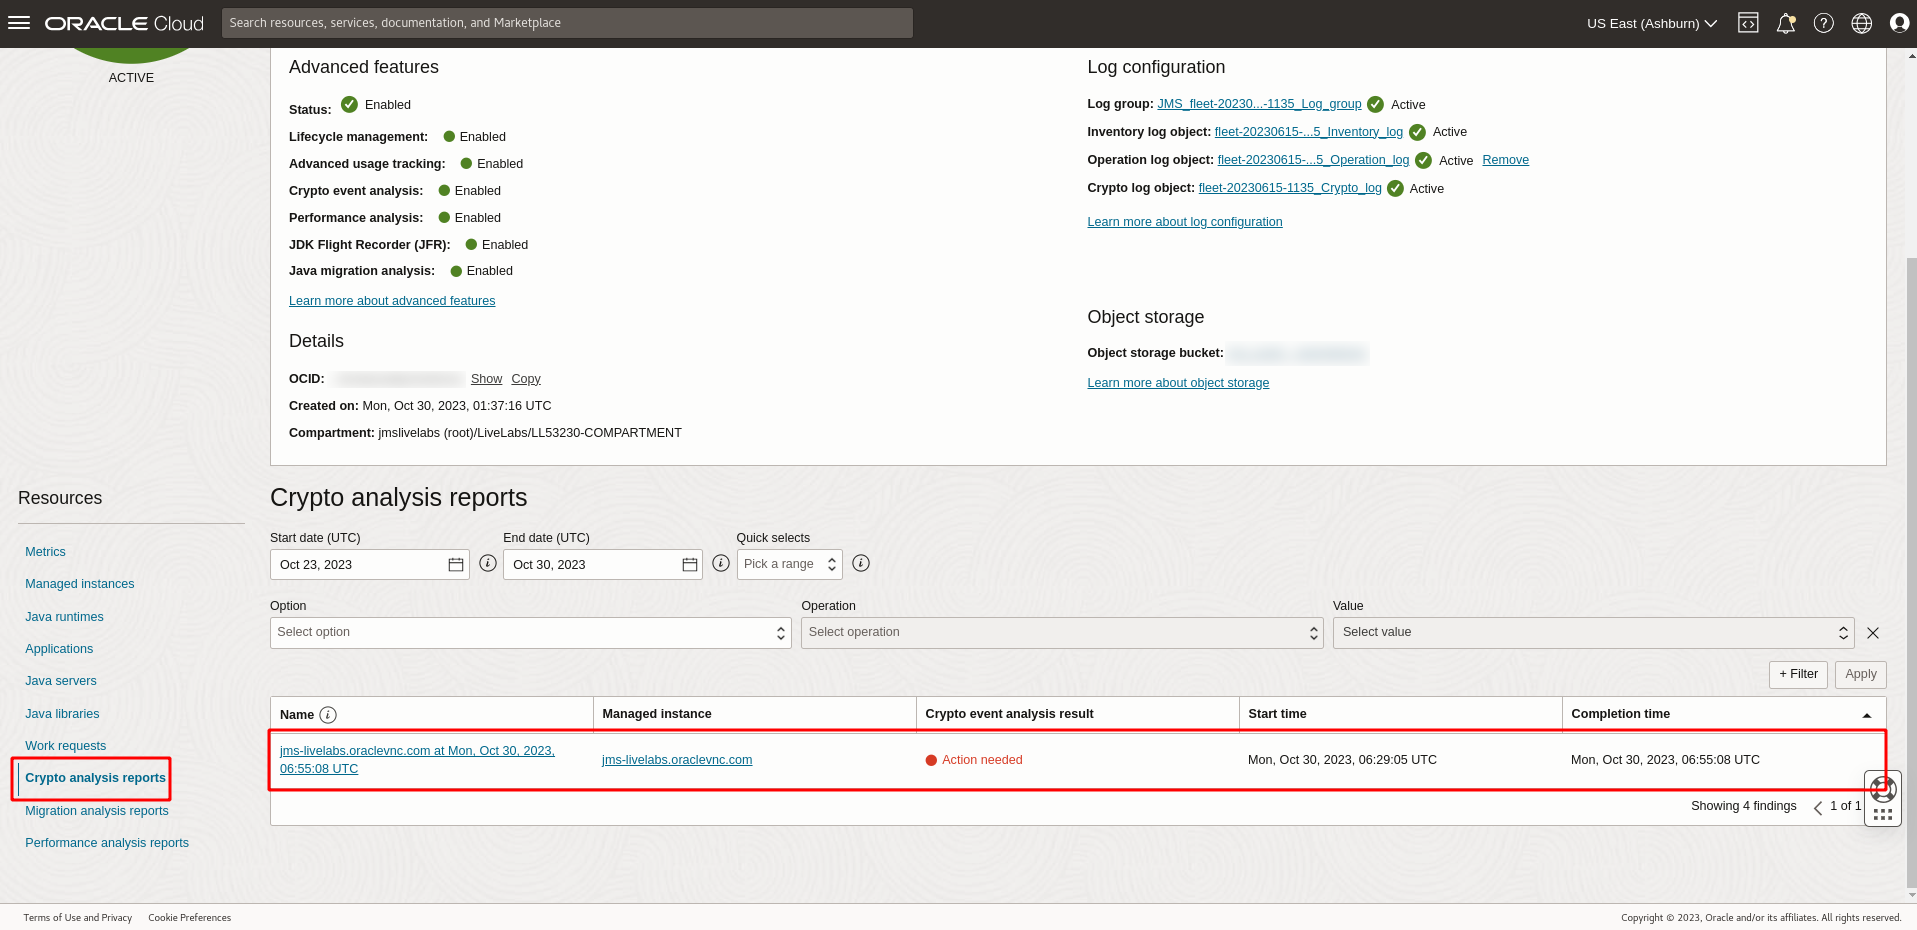 ORACLE Cloud
Search resources, services, documentation, and Marketplace
US East (Ashburn)
ACTIVE
Advanced features
Status: Enabled
Lifecycle management: Enabled
Advanced usage tracking: Enabled
Crypto event analysis: Enabled
Performance analysis: Enabled
JDK Flight Recorder (JFR): Enabled
Java migration analysis: Enabled
Learn more about advanced features
Details
OCID: Show Copy
Created on: Mon, Oct 30, 2023, 01:37:16 UTC
Compartment: jmslivelabs (root)/LiveLabs/LL53230-COMPARTMENT
Log configuration
Log group: JMS_fleet-20230...-1135_Log_group Active
Inventory log object: fleet-20230615-...5_Inventory_log Active
Operation log object: fleet-20230615-...5_Operation_log Active Remove
Crypto log object: fleet-20230615-1135_Crypto_log Active
Learn more about log configuration
Object storage
Object storage bucket:
Learn more about object storage
Resources
Metrics
Managed instances
Java runtimes
Applications
Java servers
Java libraries
Work requests
Crypto analysis reports
Migration analysis reports
Performance analysis reports
Crypto analysis reports
Start date (UTC) End date (UTC) Quick selects
Oct 23, 2023 Oct 30, 2023 Pick a range
Option Operation Value
Select option Select operation Select value
+ Filter Apply
Name Managed instance Crypto event analysis result Start time Completion time
jms-livelabs.oraclevnc.com at Mon, Oct 30, 2023,
06:55:08 UTC
jms-livelabs.oraclevnc.com Action needed Mon, Oct 30, 2023, 06:29:05 UTC Mon, Oct 30, 2023, 06:55:08 UTC
Showing 4 findings 1 of 1
Terms of Use and Privacy Cookie Preferences
Copyright © 2023, Oracle and/or its affiliates. All rights reserved.